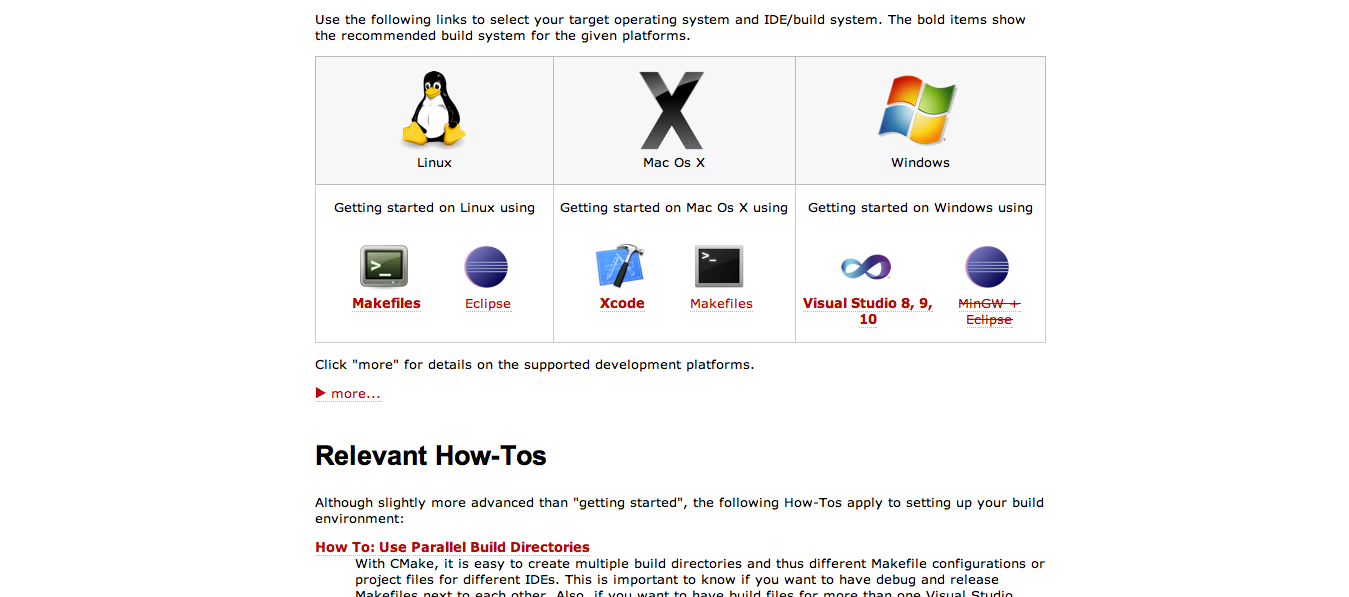 Use the following links to select your target operating system and IDE/build system. The bold items show
the recommended build system for the given platforms.
Linux
Mac Os X
Windows
Getting started on Linux using
Getting started on Mac Os X using
Getting started on Windows using
Makefiles
Eclipse
Xcode
Makefiles
Visual Studio 8, 9,
10
MinGW +
Eclipse
Click "more" for details on the supported development platforms.
more...
Relevant How-Tos
Although slightly more advanced than "getting started", the following How-Tos apply to setting up your build
environment:
How To: Use Parallel Build Directories
With CMake, it is easy to create multiple build directories and thus different Makefile configurations or
project files for different IDEs. This is important to know if you want to have debug and release
Makefiles next to each other. Also, if you want to have build files for more than one Visual Studio